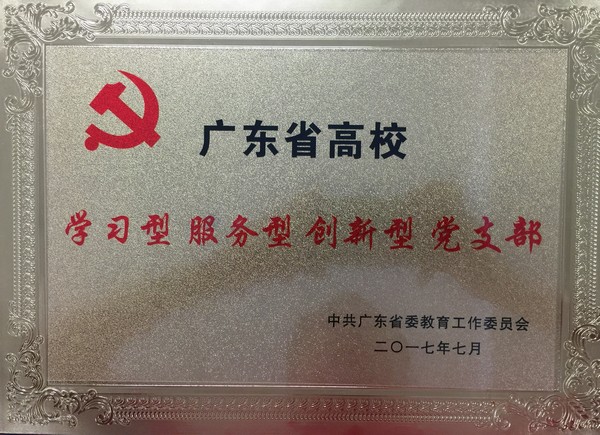 广东省高校
学习型 服务型 创新型 党支部
中共广东省委教育工作委员会
二〇一七年七月